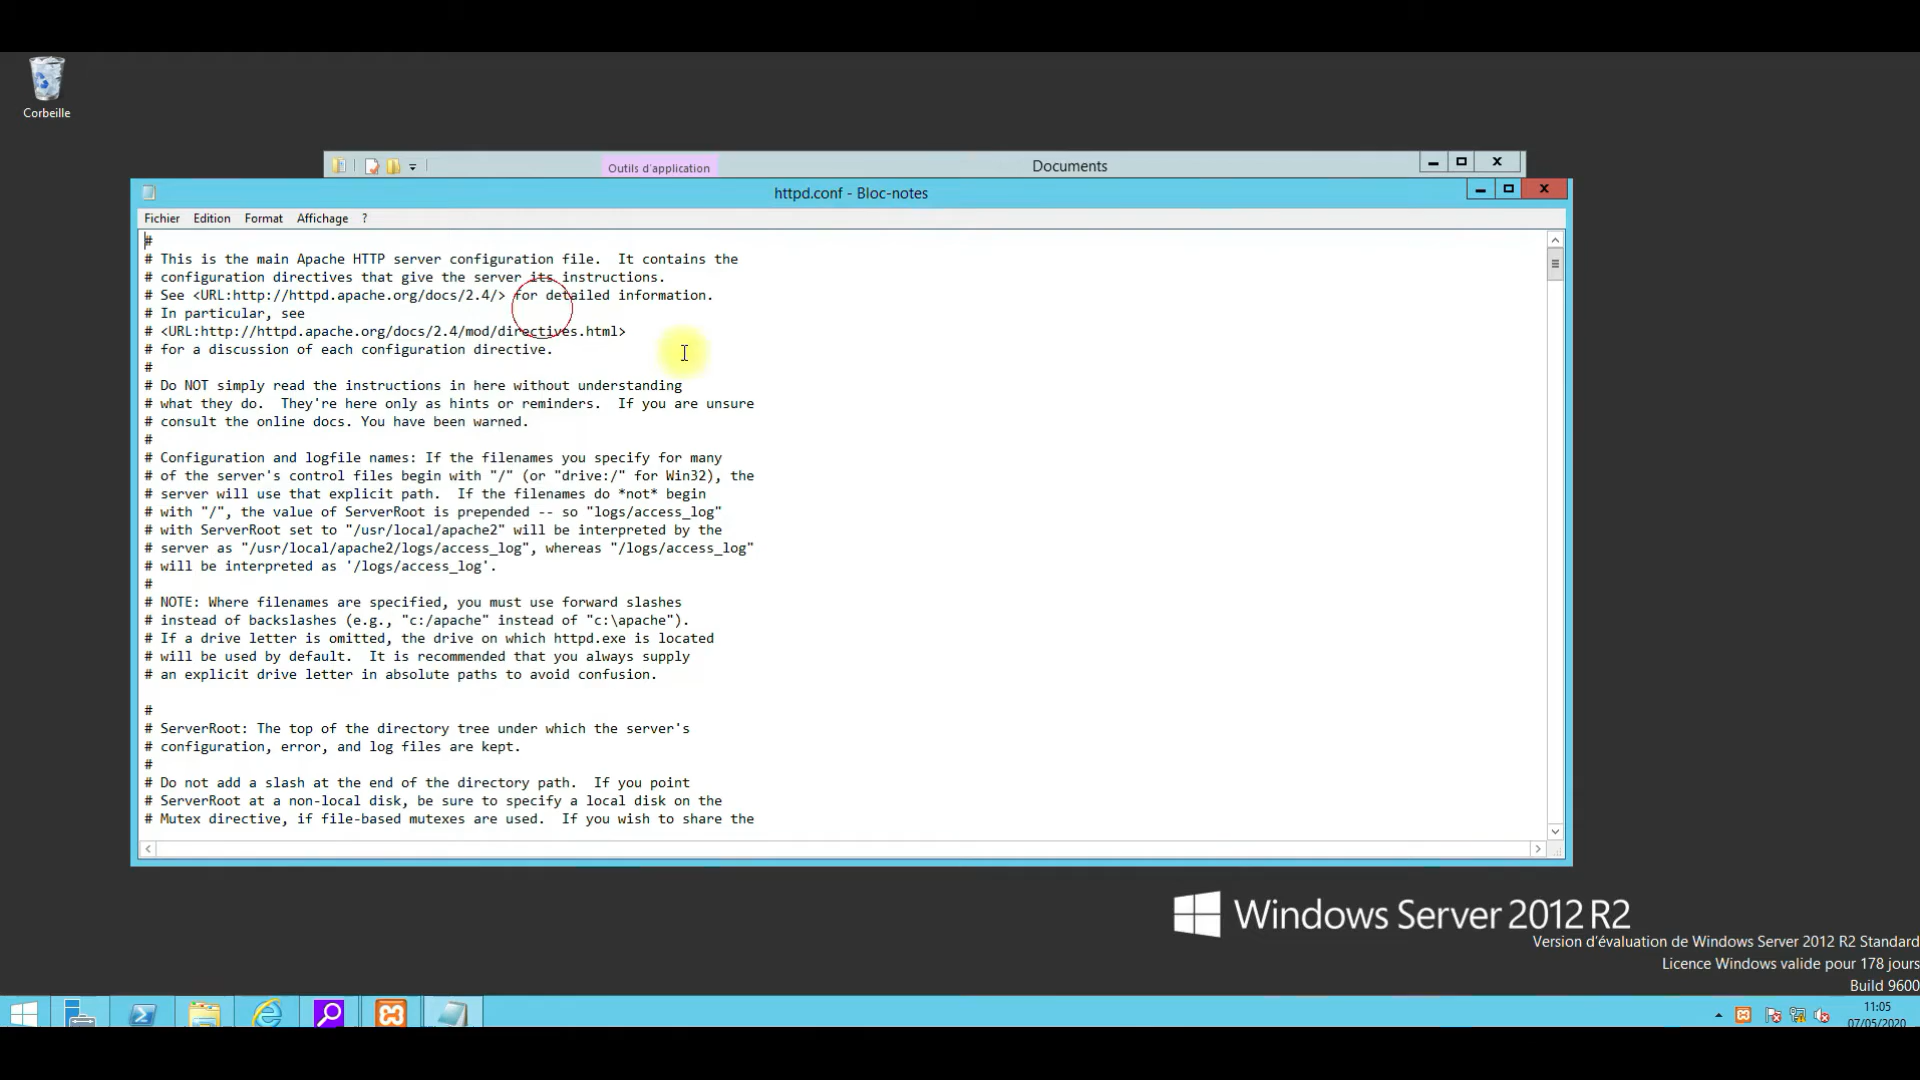 Corbeille
Outils d'application
Documents
httpd.conf - Bloc-notes
Fichier Edition Format Affichage ?
#
# This is the main Apache HTTP server configuration file.  It contains the
# configuration directives that give the server its instructions.
# See <URL:http://httpd.apache.org/docs/2.4/> for detailed information.
# In particular, see
# <URL:http://httpd.apache.org/docs/2.4/mod/directives.html>
# for a discussion of each configuration directive.
#
# Do NOT simply read the instructions in here without understanding
# what they do.  They're here only as hints or reminders.  If you are unsure
# consult the online docs. You have been warned.
#
# Configuration and logfile names: If the filenames you specify for many
# of the server's control files begin with "/" (or "drive:/" for Win32), the
# server will use that explicit path.  If the filenames do *not* begin
# with "/", the value of ServerRoot is prepended -- so "logs/access_log"
# with ServerRoot set to "/usr/local/apache2" will be interpreted by the
# server as "/usr/local/apache2/logs/access_log", whereas "/logs/access_log"
# will be interpreted as '/logs/access_log'.
#
# NOTE: Where filenames are specified, you must use forward slashes
# instead of backslashes (e.g., "c:/apache" instead of "c:\apache").
# If a drive letter is omitted, the drive on which httpd.exe is located
# will be used by default.  It is recommended that you always supply
# an explicit drive letter in absolute paths to avoid confusion.
#
# ServerRoot: The top of the directory tree under which the server's
# configuration, error, and log files are kept.
#
# Do not add a slash at the end of the directory path.  If you point
# ServerRoot at a non-local disk, be sure to specify a local disk on the
# Mutex directive, if file-based mutexes are used.  If you wish to share the
Windows Server 2012 R2
Version d'évaluation de Windows Server 2012 R2 Standard
Licence Windows valide pour 178 jours
Build 9600
11:05
07/05/2020